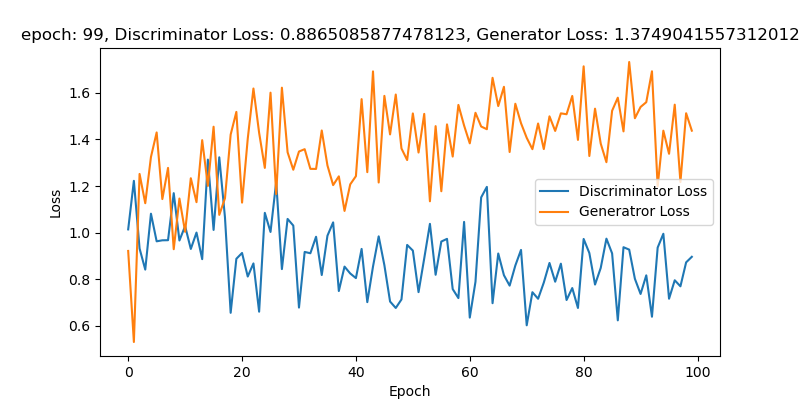 epoch: 99, Discriminator Loss: 0.8865085877478123, Generator Loss: 1.3749041557312012
1.6
1.4
1.2
1.0
0.8
0.6
Loss
Discriminator Loss
Generatror Loss
0 20 40 60 80 100
Epoch